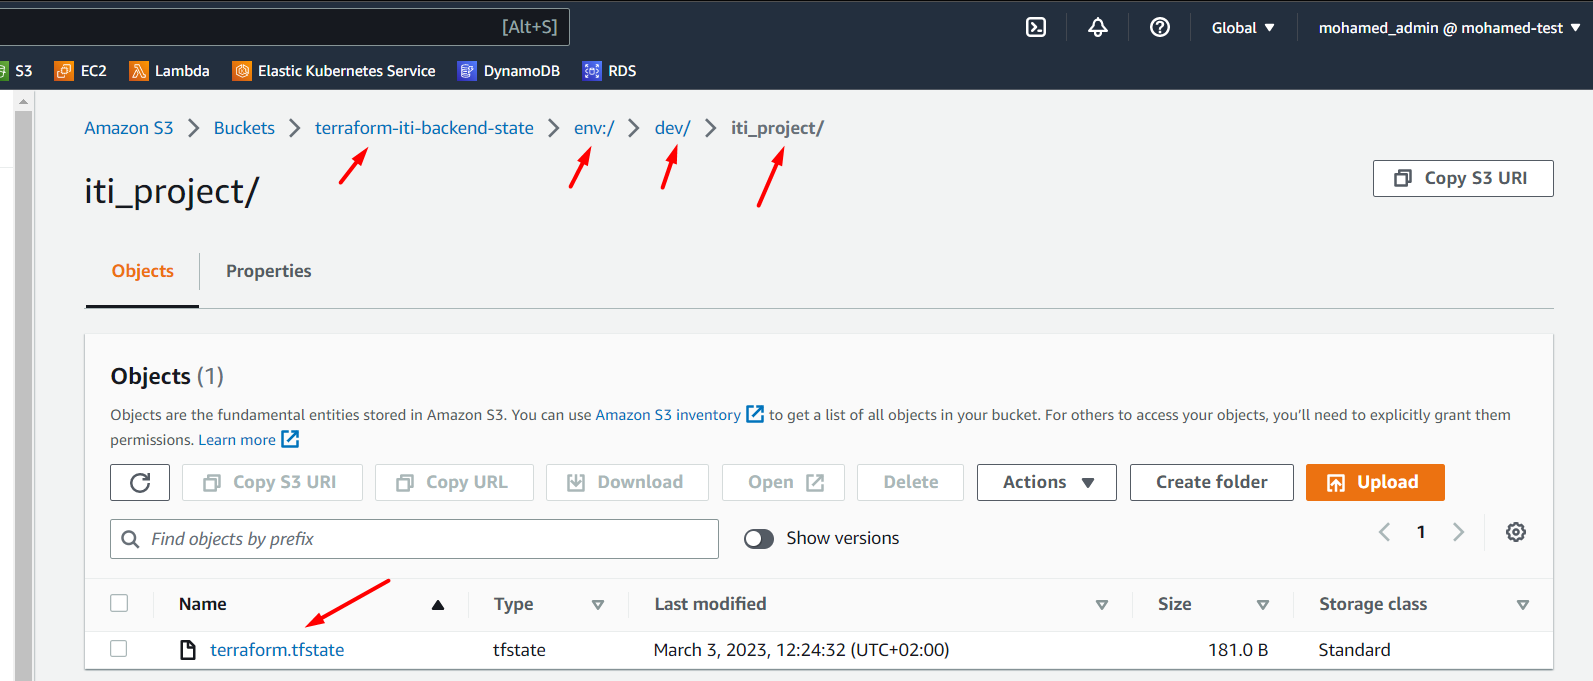 [Alt+S]
Global
mohamed_admin @ mohamed-test
S3
EC2
Lambda
Elastic Kubernetes Service
DynamoDB
RDS
Amazon S3
Buckets
terraform-iti-backend-state
env:/
dev/
iti_project/
iti_project/
Copy S3 URI
Objects
Properties
Objects (1)
Objects are the fundamental entities stored in Amazon S3. You can use Amazon S3 inventory to get a list of all objects in your bucket. For others to access your objects, you’ll need to explicitly grant them
permissions. Learn more
Copy S3 URI
Copy URL
Download
Open
Delete
Actions
Create folder
Upload
Find objects by prefix
Show versions
1
Name
Type
Last modified
Size
Storage class
terraform.tfstate
tfstate
March 3, 2023, 12:24:32 (UTC+02:00)
181.0 B
Standard